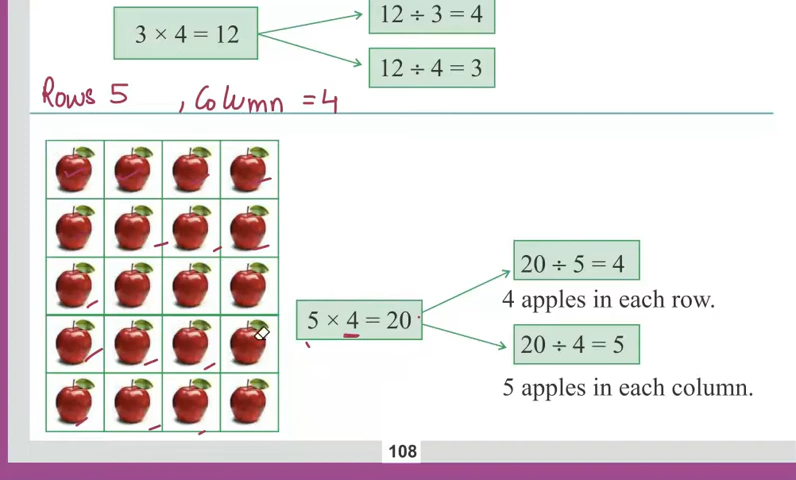 12 ÷ 3 = 4
3 × 4 = 12
12 ÷ 4 = 3
Rows 5 , Column = 4
20 ÷ 5 = 4
4 apples in each row.
5 × 4 = 20
20 ÷ 4 = 5
5 apples in each column.
108